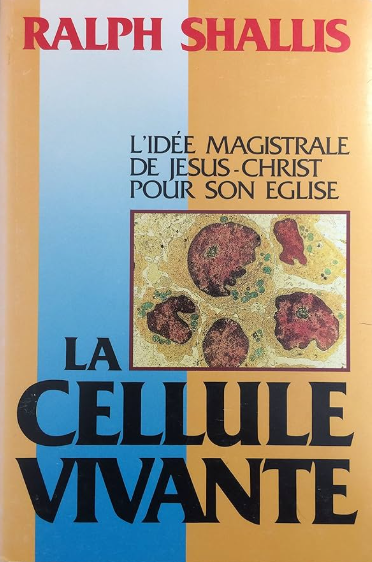 RALPH SHALLIS
L'IDÉE MAGISTRALE
DE JESUS-CHRIST
POUR SON EGLISE
LA
CELLULE
VIVANTE